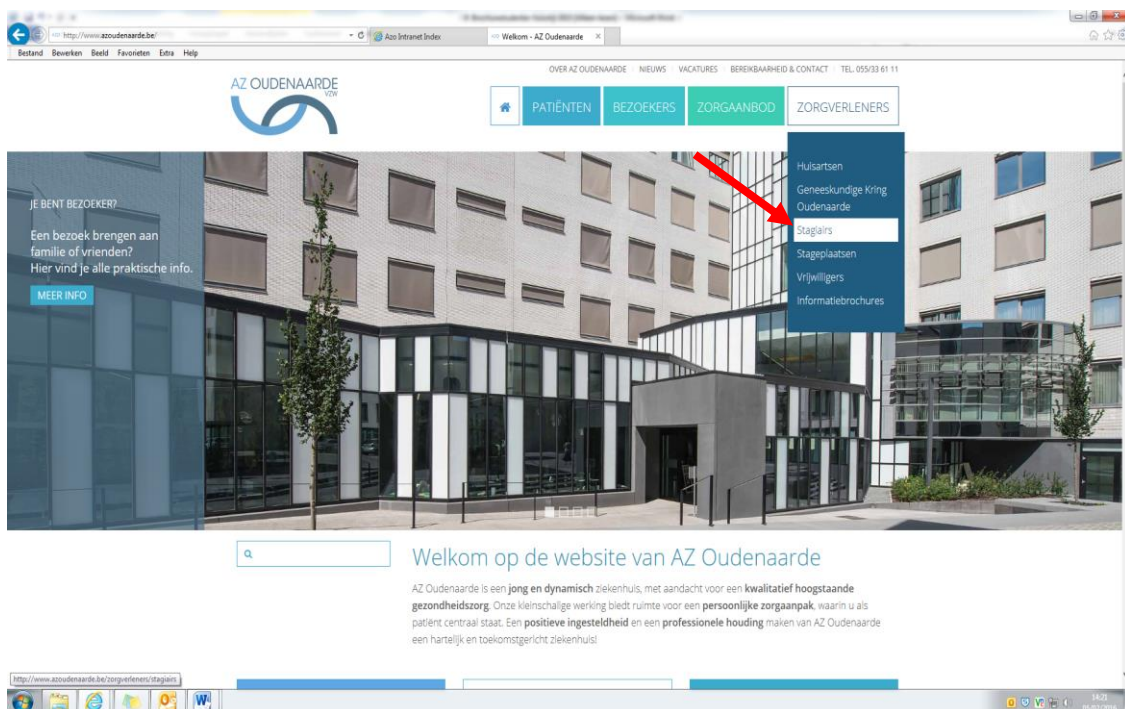 http://www.azoudenaarde.be/
Azo Intranet Index
Welkom - AZ Oudenaarde
Bestand Bewerken Beeld Favorieten Extra Help
OVER AZ OUDENAARDE NIEUWS VACATURES BEREIKBAARHEID & CONTACT TEL. 055/33 61 11
AZ OUDENAARDE
VZW
PATIËNTEN BEZOEKERS ZORGAANBOD ZORGVERLENERS
Huisartsen
Geneeskundige Kring
Oudenaarde
Stagiairs
Stageplaatsen
Vrijwilligers
Informatiebrochures
JE BENT BEZOEKER?
Een bezoek brengen aan
familie of vrienden?
Hier vind je alle praktische info.
MEER INFO
Welkom op de website van AZ Oudenaarde
AZ Oudenaarde is een jong en dynamisch ziekenhuis, met aandacht voor een kwalitatief hoogstaande
gezondheidszorg. Onze kleinschalige werking biedt ruimte voor een persoonlijke zorgaanpak, waarin u als
patiënt centraal staat. Een positieve ingesteldheid en een professionele houding maken van AZ Oudenaarde
een hartelijk en toekomstgericht ziekenhuis!
http://www.azoudenaarde.be/zorgverleners/stagiairs
14:21